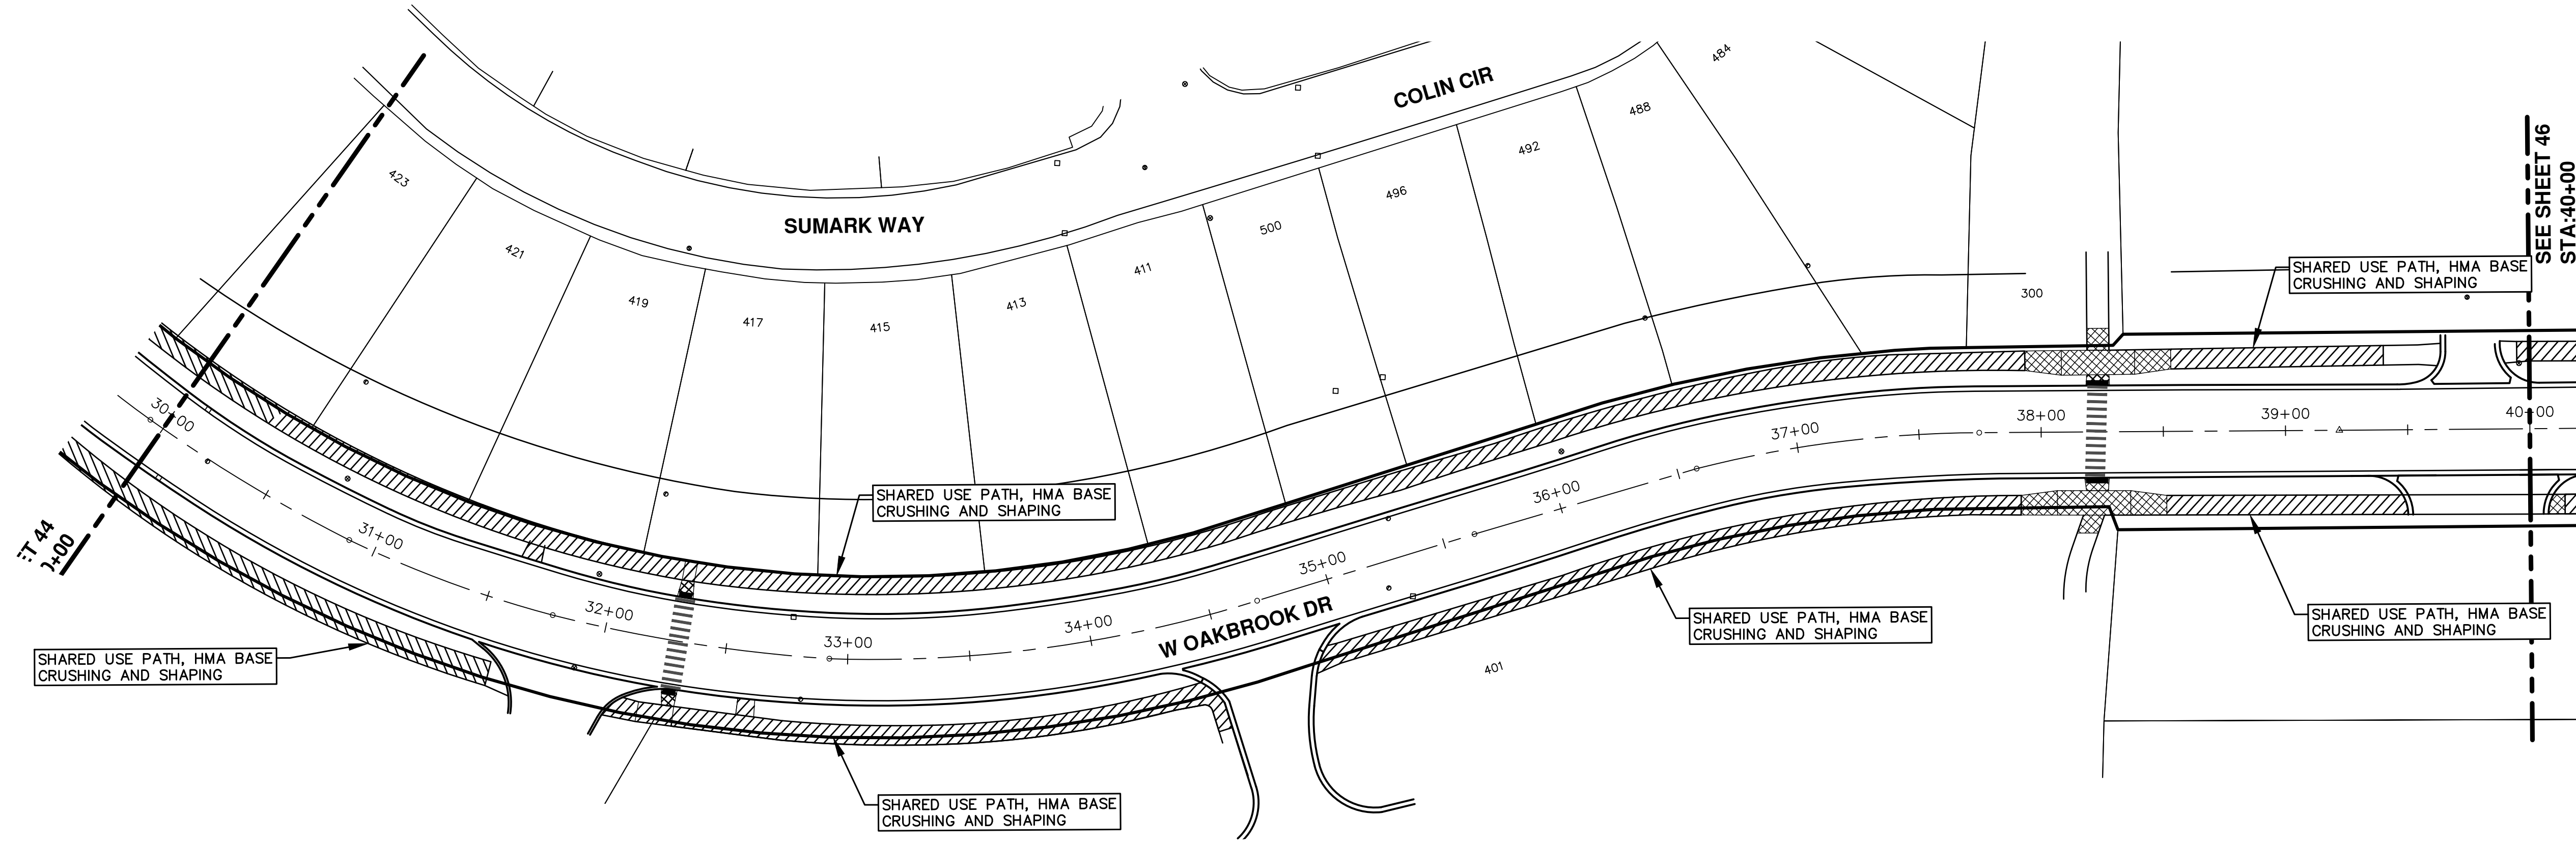 COLIN CIR
484
488
492
496
500
411
413
415
417
419
421
423
SUMARK WAY
300
SEE SHEET 46
STA:40+00
SHARED USE PATH, HMA BASE
CRUSHING AND SHAPING
30+00
31+00
32+00
33+00
34+00
35+00
36+00
37+00
38+00
39+00
40+00
SHARED USE PATH, HMA BASE
CRUSHING AND SHAPING
W OAKBROOK DR
401
SHARED USE PATH, HMA BASE
CRUSHING AND SHAPING
SHARED USE PATH, HMA BASE
CRUSHING AND SHAPING
SHARED USE PATH, HMA BASE
CRUSHING AND SHAPING
SHARED USE PATH, HMA BASE
CRUSHING AND SHAPING
44
+00